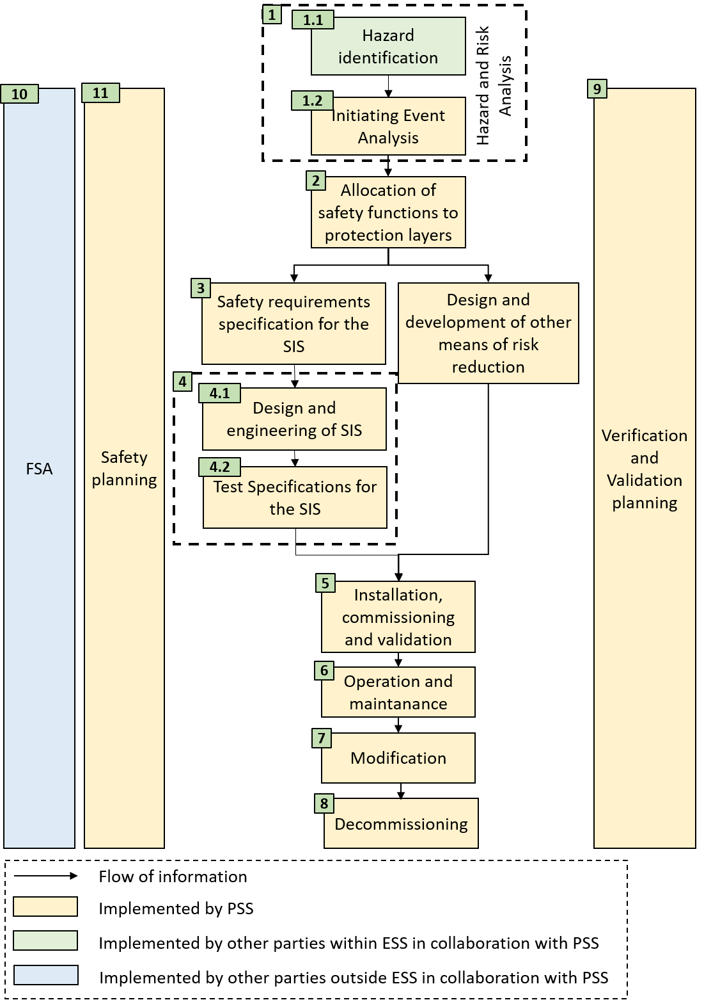 1
1.1
Hazard
identification
Hazard and Risk
Analysis
1.2
Initiating Event
Analysis
10
FSA
11
Safety
planning
9
Verification
and
Validation
planning
2
Allocation of
safety functions to
protection layers
3
Safety requirements
specification for the
SIS
Design and
development of other
means of risk
reduction
4
4.1
Design and
engineering of SIS
4.2
Test Specifications for
the SIS
5
Installation,
commissioning
and validation
6
Operation and
maintanance
7
Modification
8
Decommissioning
Flow of information
Implemented by PSS
Implemented by other parties within ESS in collaboration with PSS
Implemented by other parties outside ESS in collaboration with PSS